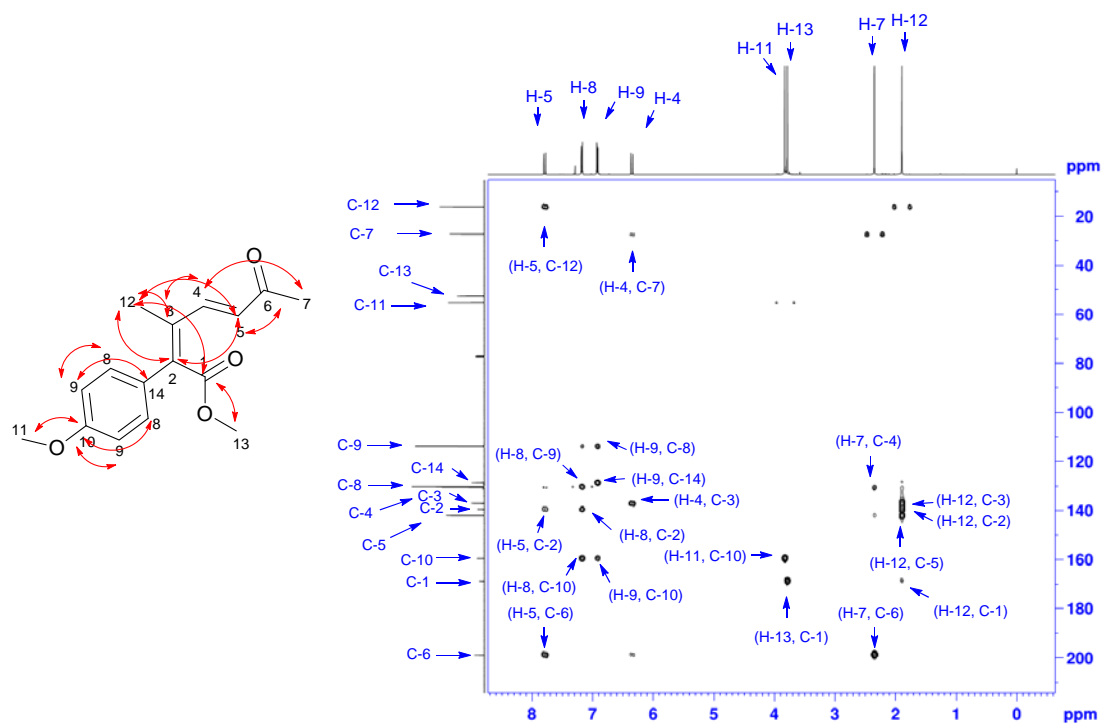 H-11
H-13
H-7
H-12
H-5
H-8
H-9
H-4
ppm
C-12
C-7
C-13
C-11
C-9
C-14
C-8
C-3
C-4
C-2
C-5
C-10
C-1
C-6
(H-5, C-12)
(H-4, C-7)
(H-7, C-4)
(H-8, C-9)
(H-9, C-8)
(H-9, C-14)
(H-4, C-3)
(H-12, C-3)
(H-12, C-2)
(H-5, C-2)
(H-8, C-2)
(H-11, C-10)
(H-12, C-5)
(H-8, C-10)
(H-9, C-10)
(H-12, C-1)
(H-5, C-6)
(H-13, C-1)
(H-7, C-6)
20
40
60
80
100
120
140
160
180
200
8 7 6 5 4 3 2 1 0 ppm
O
4
12
3
6
7
5
1
O
8
2
9
14
O
8
13
11
10
O
9